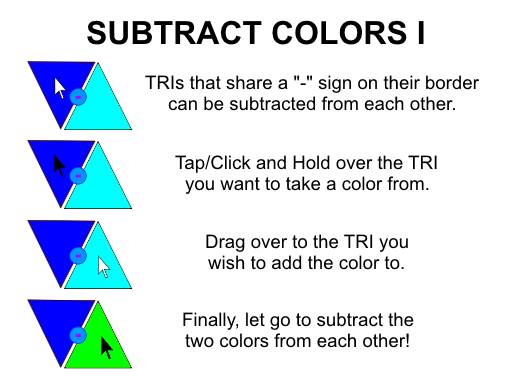 SUBTRACT COLORS I
TRIs that share a "-" sign on their border
can be subtracted from each other.
Tap/Click and Hold over the TRI
you want to take a color from.
Drag over to the TRI you
wish to add the color to.
Finally, let go to subtract the
two colors from each other!